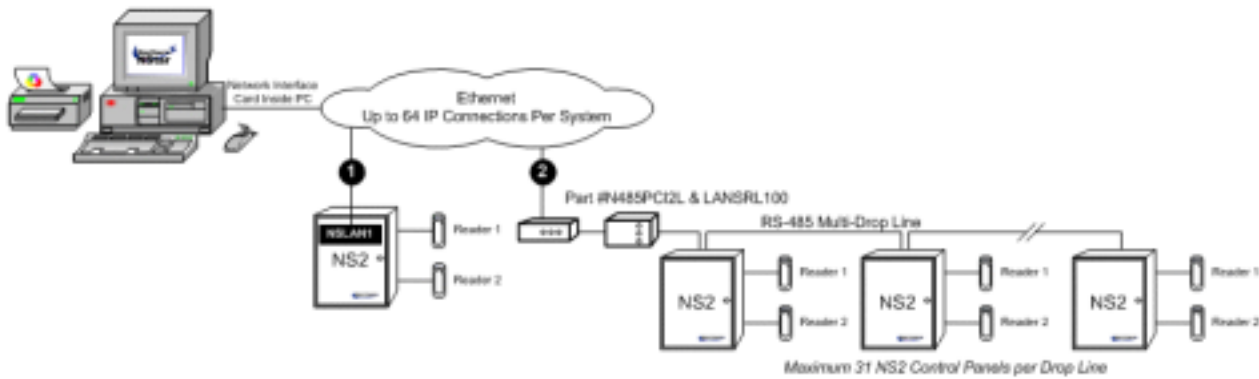 Network Interface
Card Inside PC
Ethernet
Up to 64 IP Connections Per System
1
2
Part #N485PCI2L & LANSRL100
RS-485 Multi-Drop Line
NSLAN1
NS2
Reader 1
Reader 2
NS2
Reader 1
Reader 2
NS2
Reader 1
Reader 2
NS2
Reader 1
Reader 2
Maximum 31 NS2 Control Panels per Drop Line